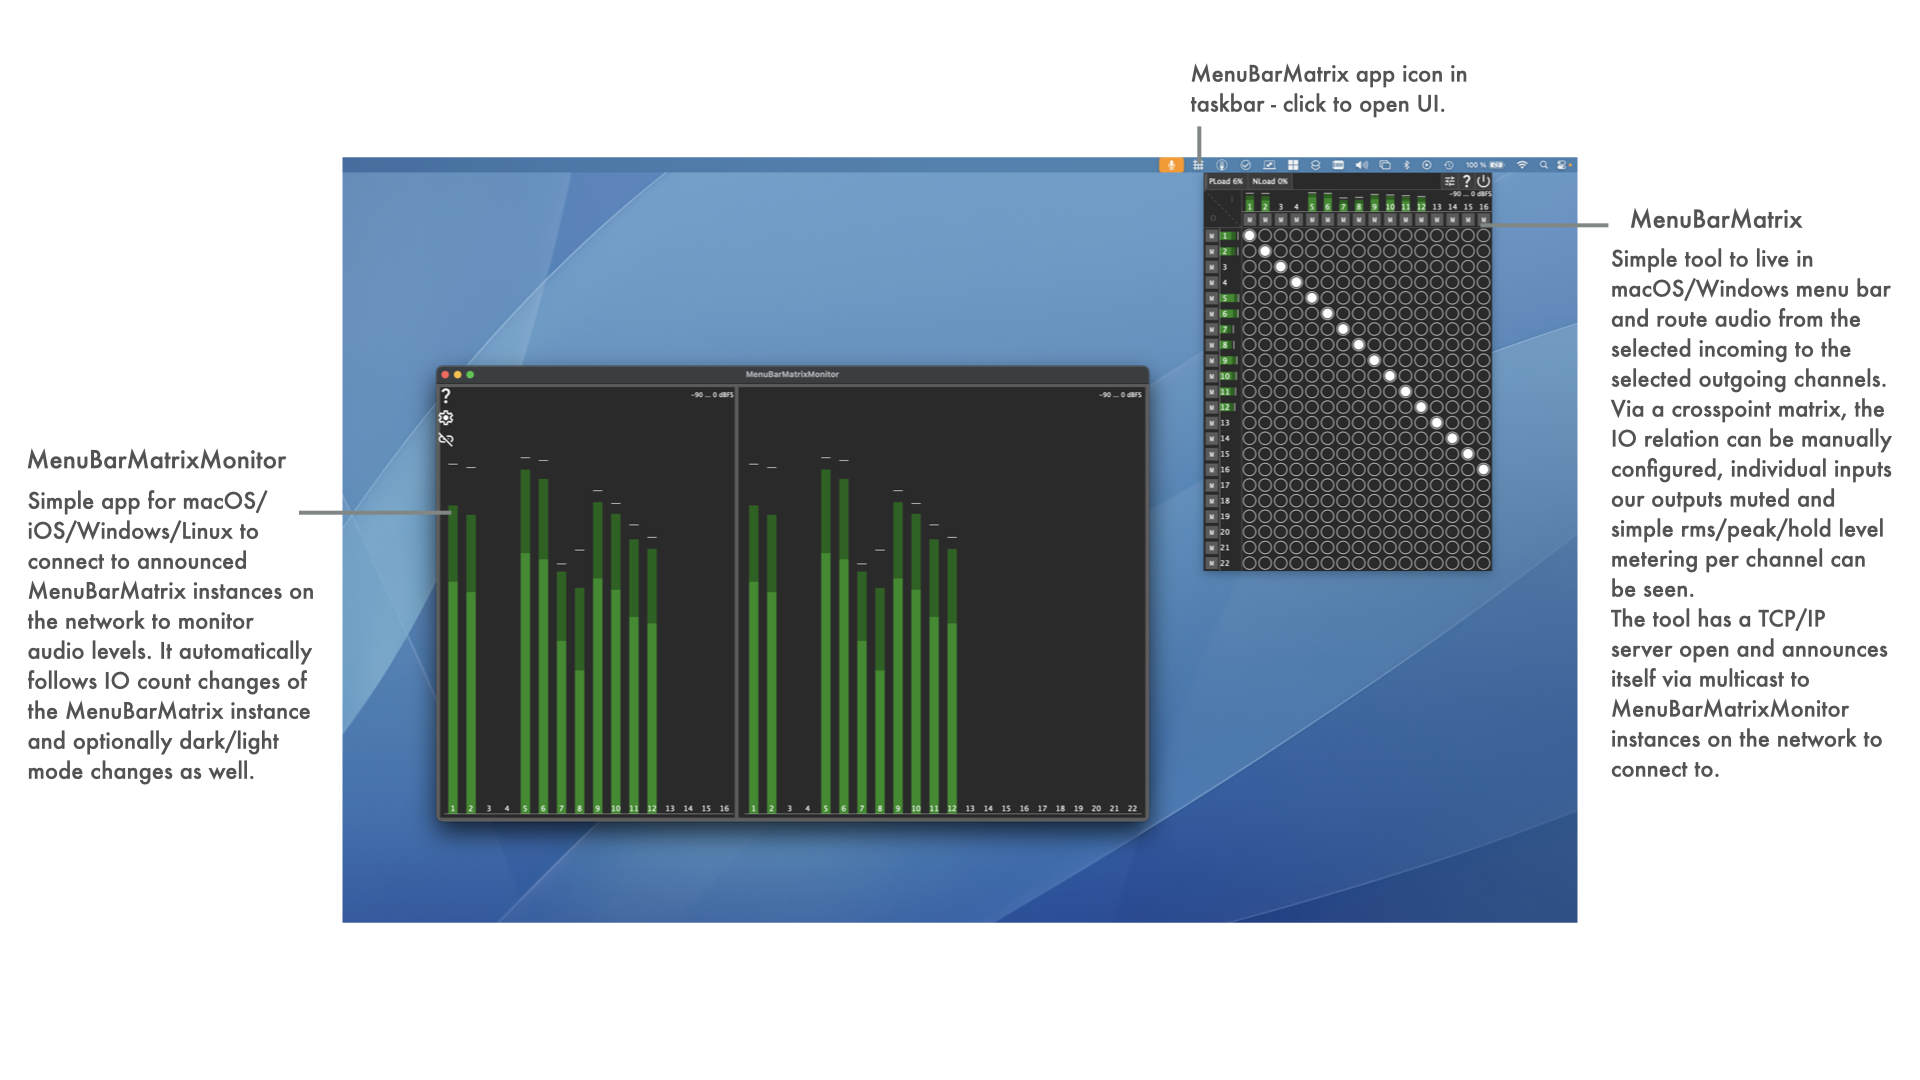 MenuBarMatrix app icon in
taskbar - click to open UI.
100 %
PLoad 6% NLoad 0%
-90 ... 0 dBFS
1 2 3 4 5 6 7 8 9 10 11 12 13 14 15 16
M M M M M M M M M M M M M M M M
M 1
M 2
M 3
M 4
M 5
M 6
M 7
M 8
M 9
M 10
M 11
M 12
M 13
M 14
M 15
M 16
M 17
M 18
M 19
M 20
M 21
M 22
MenuBarMatrix
Simple tool to live in
macOS/Windows menu bar
and route audio from the
selected incoming to the
selected outgoing channels.
Via a crosspoint matrix, the
IO relation can be manually
configured, individual inputs
our outputs muted and
simple rms/peak/hold level
metering per channel can
be seen.
The tool has a TCP/IP
server open and announces
itself via multicast to
MenuBarMatrixMonitor
instances on the network to
connect to.
MenuBarMatrixMonitor
Simple app for macOS/
iOS/Windows/Linux to
connect to announced
MenuBarMatrix instances on
the network to monitor
audio levels. It automatically
follows IO count changes of
the MenuBarMatrix instance
and optionally dark/light
mode changes as well.
MenuBarMatrixMonitor
?
-90 ... 0 dBFS
-90 ... 0 dBFS
1 2 3 4 5 6 7 8 9 10 11 12 13 14 15 16
1 2 3 4 5 6 7 8 9 10 11 12 13 14 15 16 17 18 19 20 21 22